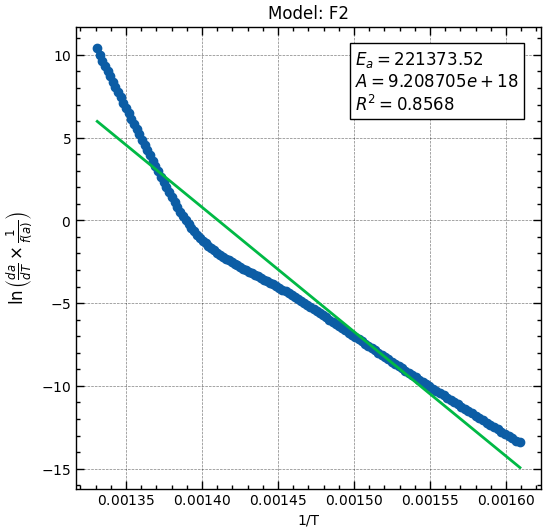 Model: F2
E_a = 221373.52
A = 9.208705e + 18
R^2 = 0.8568
ln (da/dT × 1/f(a))
10
5
0
−5
−10
−15
0.00135 0.00140 0.00145 0.00150 0.00155 0.00160
1/T